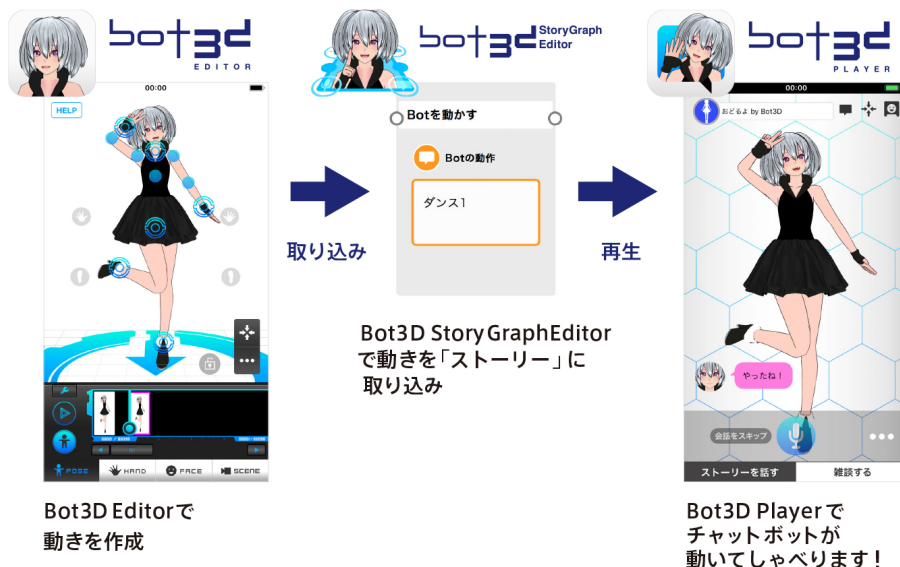 bot3d
EDITOR
bot3d
StoryGraph
Editor
bot3d
PLAYER
00:00
HELP
POSE
HAND
FACE
SCENE
Bot3D Editorで
動きを作成
取り込み
Botを動かす
Botの動作
ダンス1
Bot3D StoryGraphEditor
で動きを「ストーリー」に
取り込み
再生
00:00
おどるよ by Bot3D
やったね！
会話をスキップ
ストーリーを話す
雑談する
Bot3D Playerで
チャットボットが
動いてしゃべります！